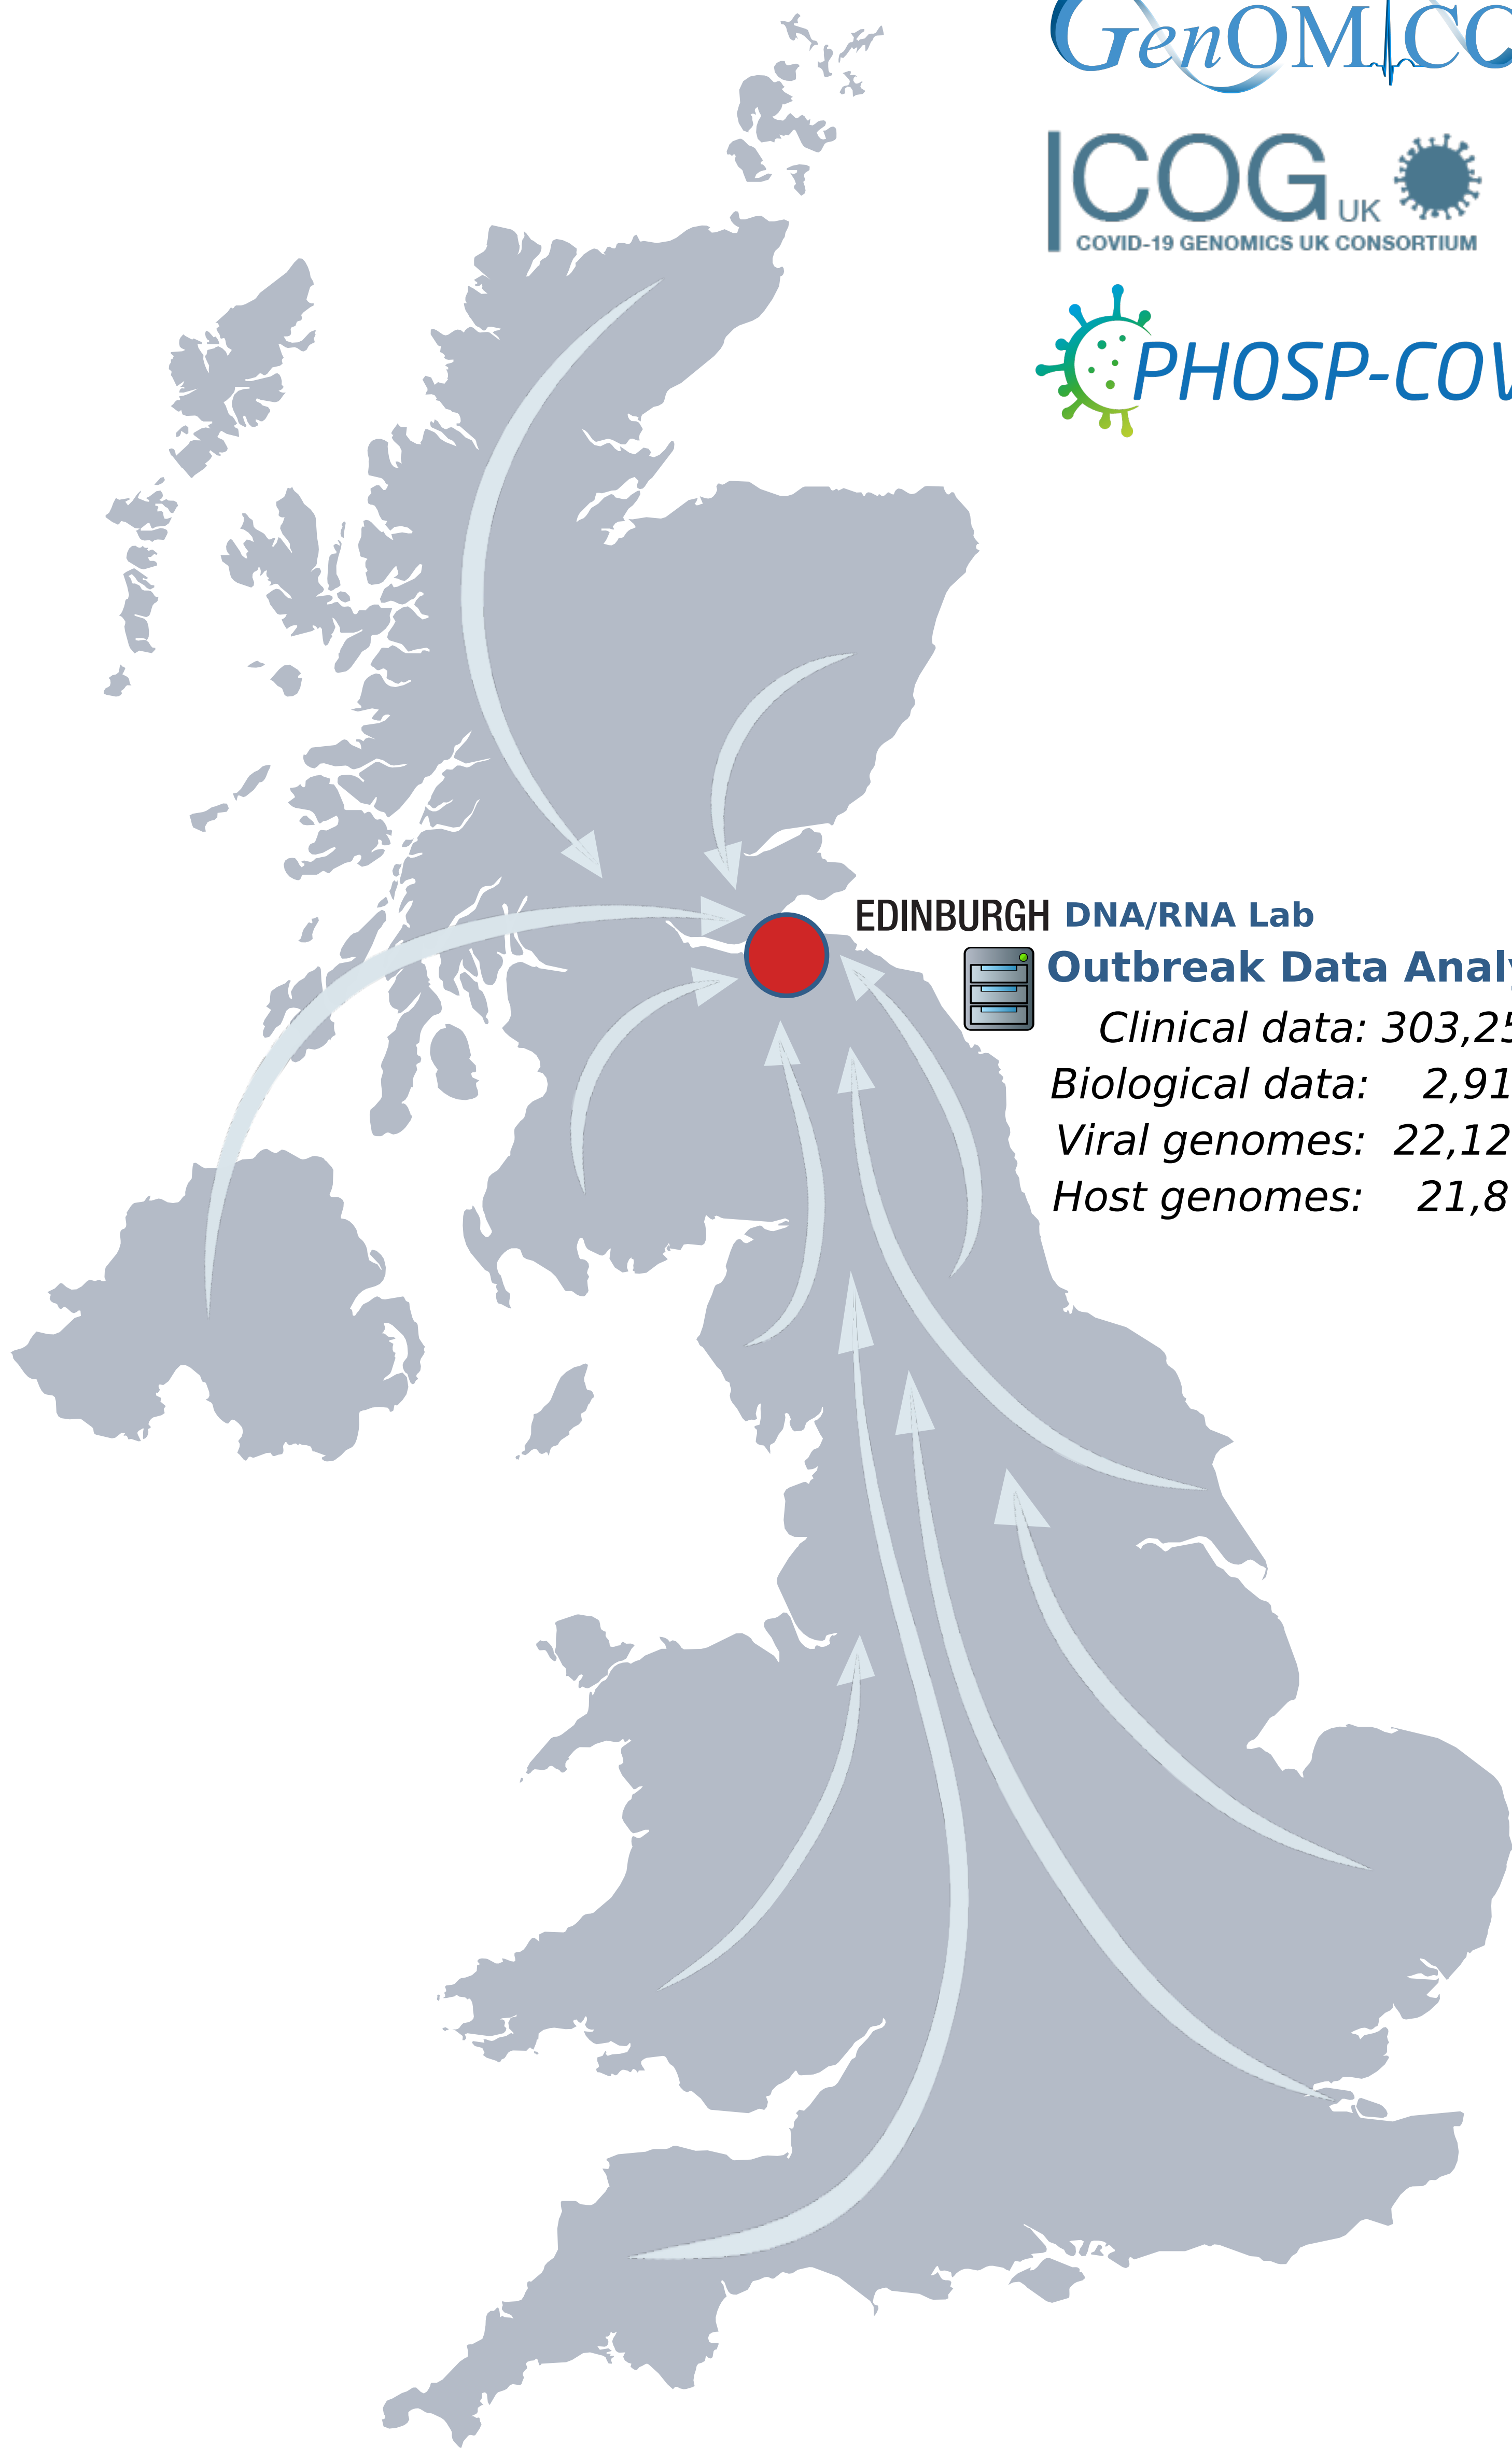 GenOMICC
COG UK
COVID-19 GENOMICS UK CONSORTIUM
PHOSP-COV
EDINBURGH DNA/RNA Lab
Outbreak Data Analy
Clinical data: 303,25
Biological data: 2,91
Viral genomes: 22,12
Host genomes: 21,8